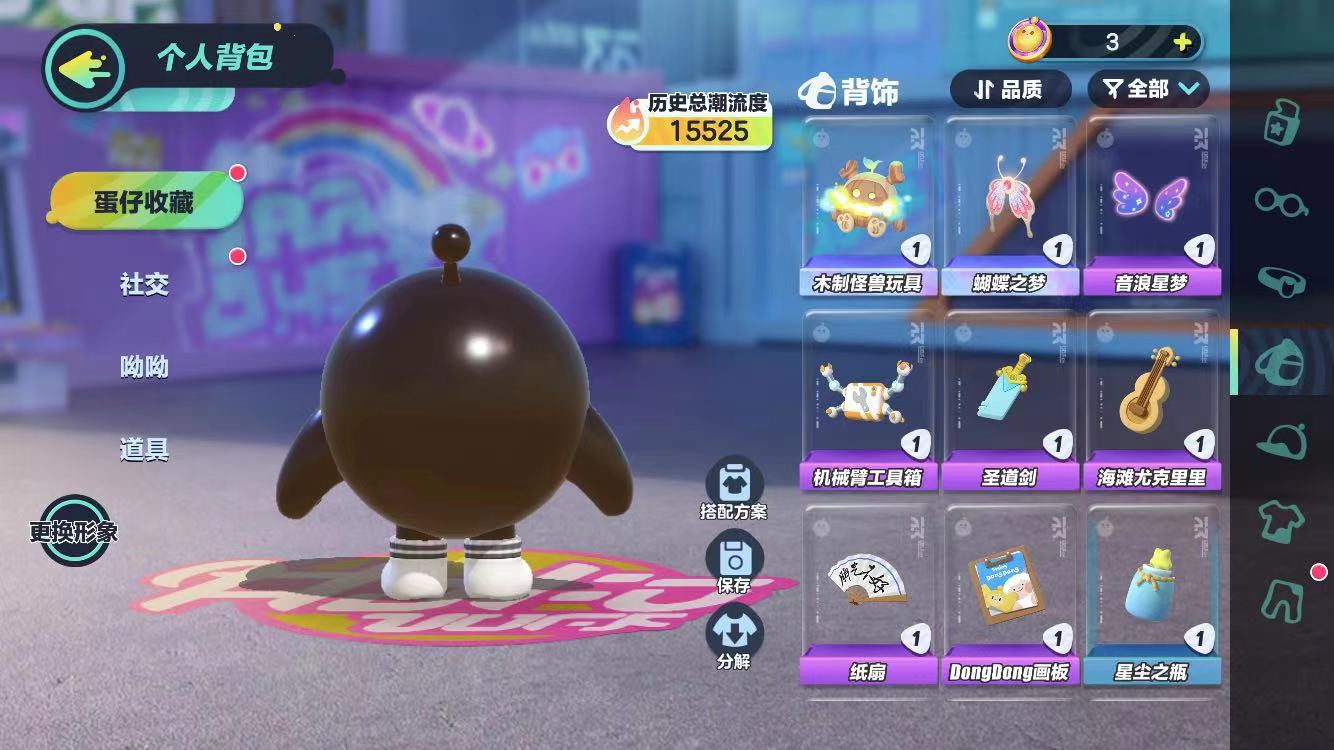 个人背包
3
历史总潮流度
15525
背饰
品质
全部
蛋仔收藏
社交
呦呦
道具
更换形象
搭配方案
保存
分解
1
木制怪兽玩具
1
蝴蝶之梦
1
音浪星梦
1
机械臂工具箱
1
圣道剑
1
海滩尤克里里
1
纸扇
DongDong
1
DongDong画板
1
星尘之瓶